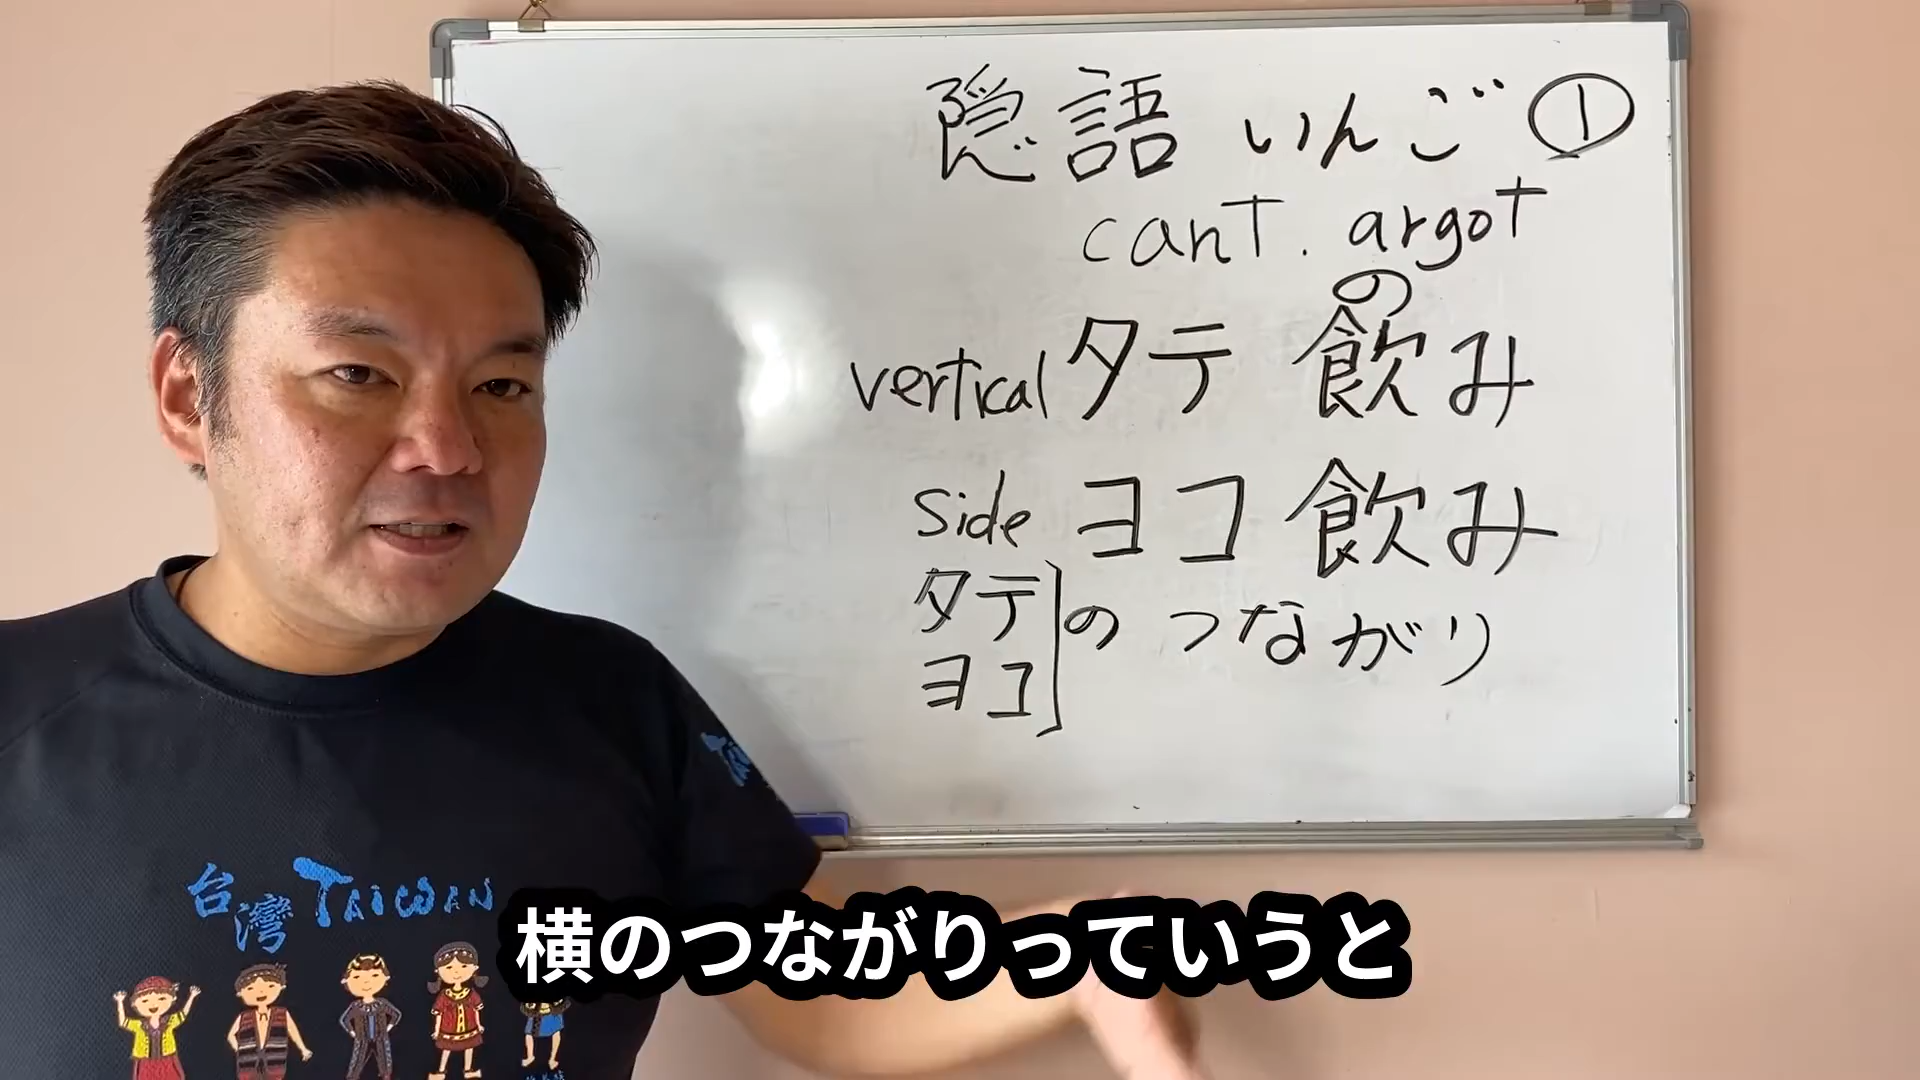 隠語 いんご ①
cant. argot
の
vertical タテ 飲み
side ヨコ 飲み
タテ
ヨコ
のつながり
台灣 TAIWAN
横のつながりっていうと